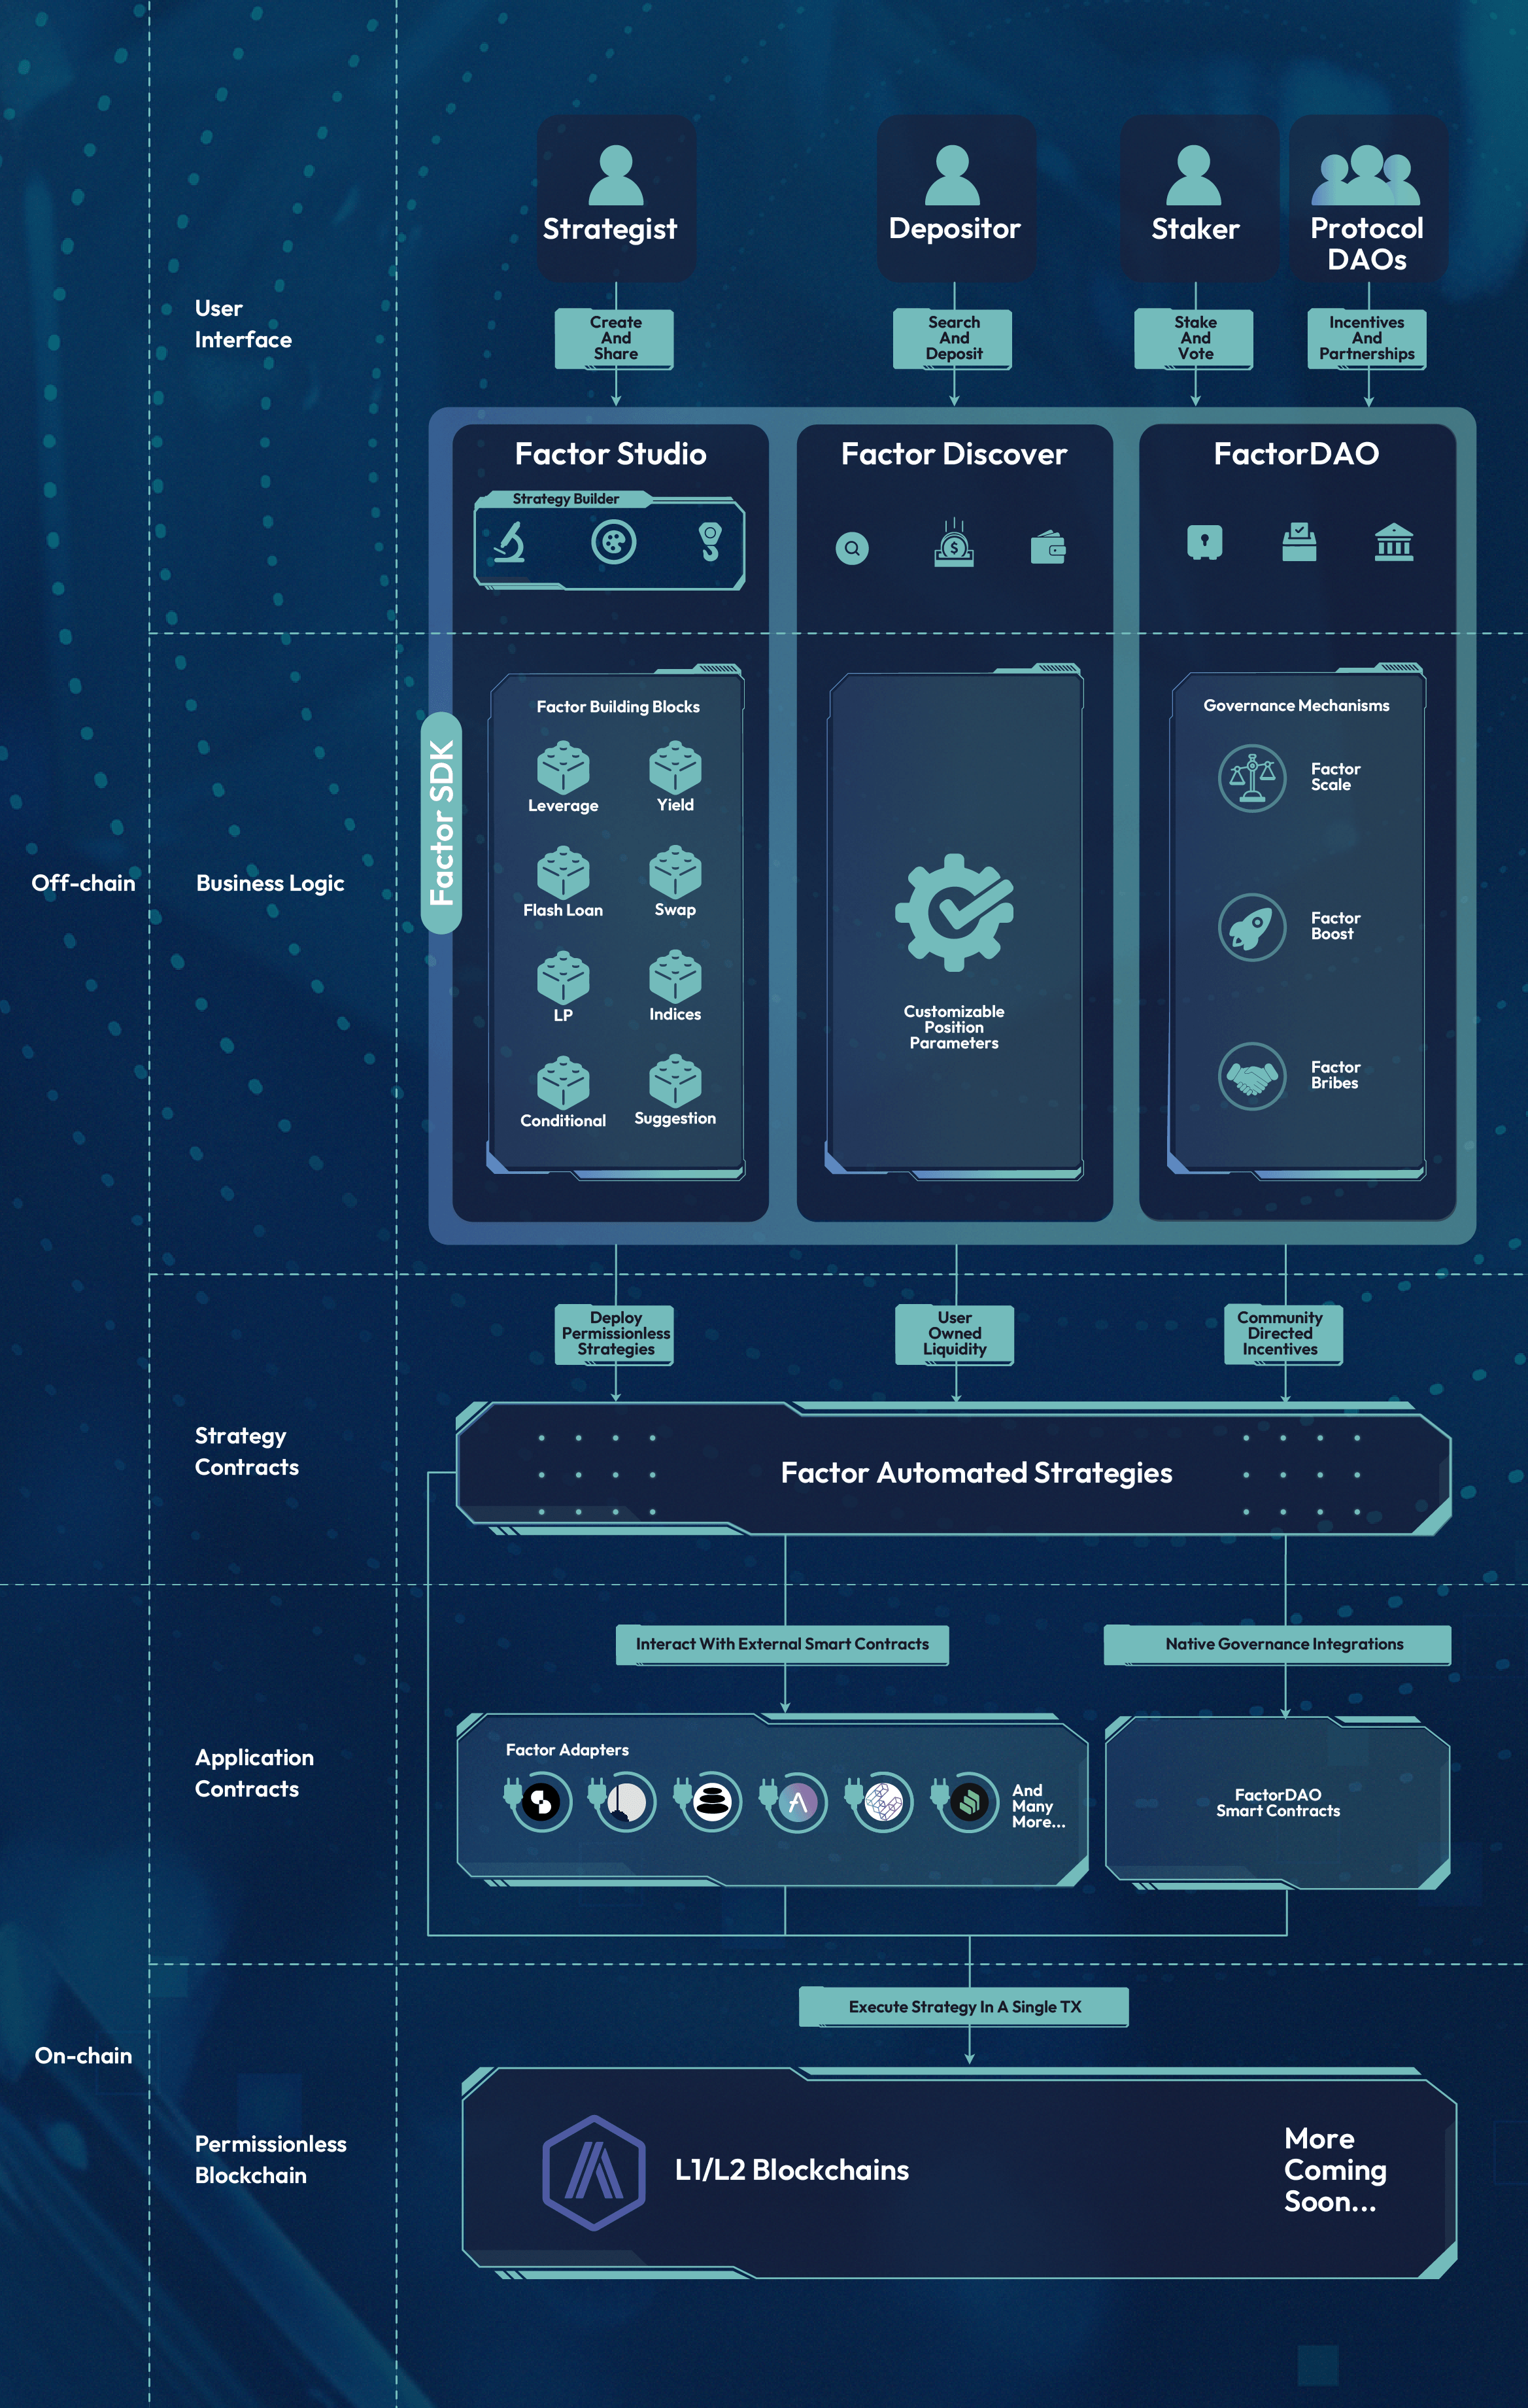 Strategist
Depositor
Staker
Protocol
DAOs
User
Interface
Create
And
Share
Search
And
Deposit
Stake
And
Vote
Incentives
And
Partnerships
Factor Studio
Factor Discover
FactorDAO
Strategy Builder
Off-chain
Business Logic
Factor SDK
Factor Building Blocks
Leverage
Yield
Flash Loan
Swap
LP
Indices
Conditional
Suggestion
Customizable
Position
Parameters
Governance Mechanisms
Factor
Scale
Factor
Boost
Factor
Bribes
Deploy
Permissionless
Strategies
User
Owned
Liquidity
Community
Directed
Incentives
Strategy
Contracts
Factor Automated Strategies
Interact With External Smart Contracts
Native Governance Integrations
Application
Contracts
Factor Adapters
And
Many
More...
FactorDAO
Smart Contracts
Execute Strategy In A Single TX
On-chain
Permissionless
Blockchain
L1/L2 Blockchains
More
Coming
Soon...